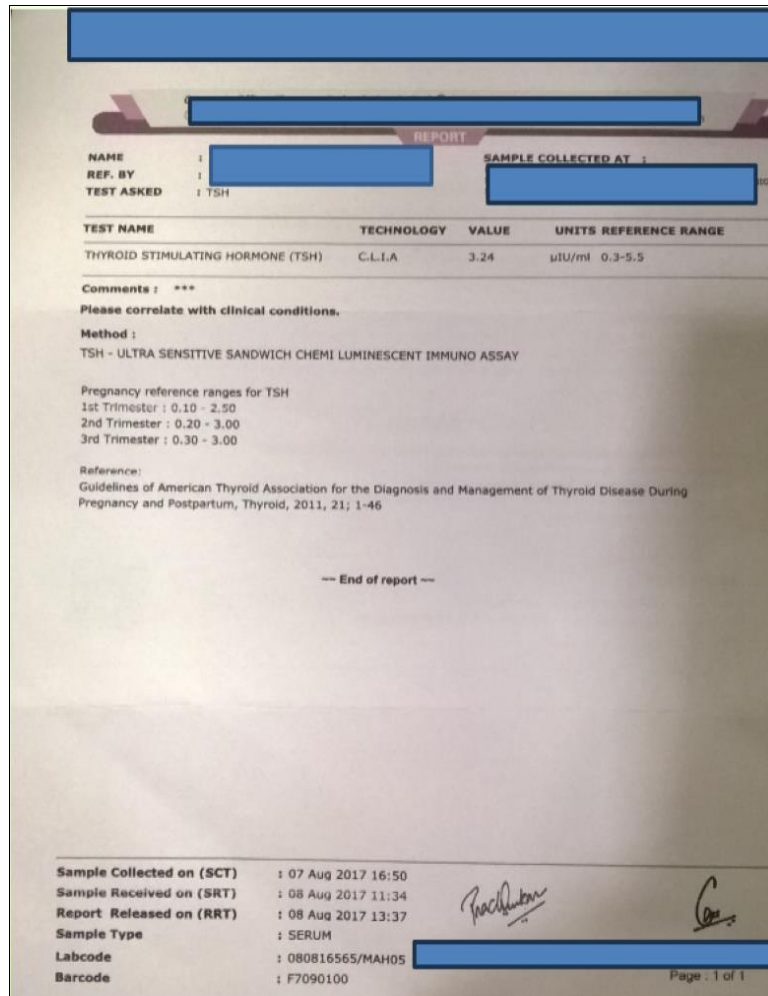 REPORT
NAME :
SAMPLE COLLECTED AT :
REF. BY :
TEST ASKED : TSH
TEST NAME TECHNOLOGY VALUE UNITS REFERENCE RANGE
THYROID STIMULATING HORMONE (TSH) C.L.I.A 3.24 µIU/ml 0.3-5.5
Comments : ***
Please correlate with clinical conditions.
Method :
TSH - ULTRA SENSITIVE SANDWICH CHEMI LUMINESCENT IMMUNO ASSAY
Pregnancy reference ranges for TSH
1st Trimester : 0.10 - 2.50
2nd Trimester : 0.20 - 3.00
3rd Trimester : 0.30 - 3.00
Reference:
Guidelines of American Thyroid Association for the Diagnosis and Management of Thyroid Disease During
Pregnancy and Postpartum, Thyroid, 2011, 21; 1-46
~~ End of report ~~
Sample Collected on (SCT) : 07 Aug 2017 16:50
Sample Received on (SRT) : 08 Aug 2017 11:34
Report Released on (RRT) : 08 Aug 2017 13:37
Sample Type : SERUM
Labcode : 080816565/MAH05
Barcode : F7090100
Page : 1 of 1